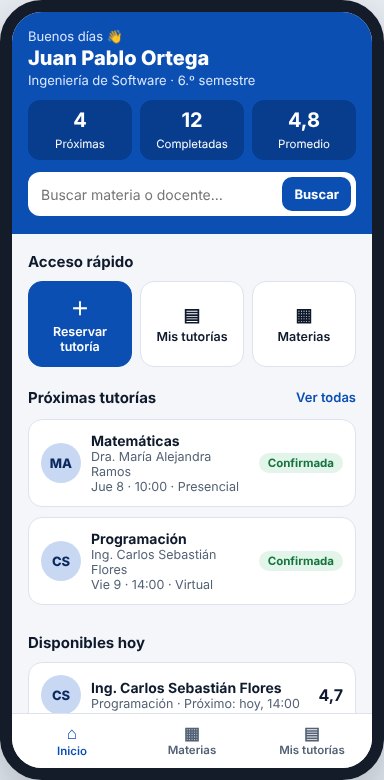 Buenos días 👋
Juan Pablo Ortega
Ingeniería de Software · 6.º semestre
4
Próximas
12
Completadas
4,8
Promedio
Buscar materia o docente...
Buscar
Acceso rápido
Reservar
tutoría
Mis tutorías
Materias
Próximas tutorías
Ver todas
MA
Matemáticas
Dra. María Alejandra
Ramos
Jue 8 · 10:00 · Presencial
Confirmada
CS
Programación
Ing. Carlos Sebastián
Flores
Vie 9 · 14:00 · Virtual
Confirmada
Disponibles hoy
CS
Ing. Carlos Sebastián Flores
Programación · Próximo: hoy, 14:00
4,7
Inicio
Materias
Mis tutorías